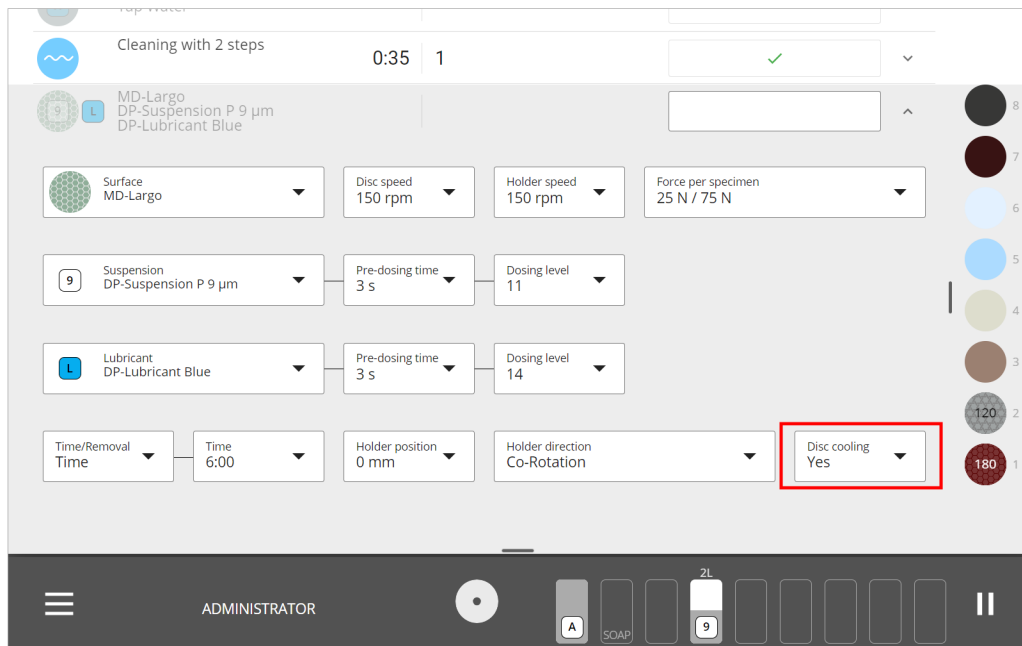 Tap Water
Cleaning with 2 steps
0:35 1
MD-Largo
9 L DP-Suspension P 9 µm
DP-Lubricant Blue
8
7
6
5
4
3
120 2
180 1
Surface
MD-Largo
Disc speed
150 rpm
Holder speed
150 rpm
Force per specimen
25 N / 75 N
9
Suspension
DP-Suspension P 9 µm
Pre-dosing time
3 s
Dosing level
11
L
Lubricant
DP-Lubricant Blue
Pre-dosing time
3 s
Dosing level
14
Time/Removal
Time
Time
6:00
Holder position
0 mm
Holder direction
Co-Rotation
Disc cooling
Yes
ADMINISTRATOR
A
SOAP
2L
9